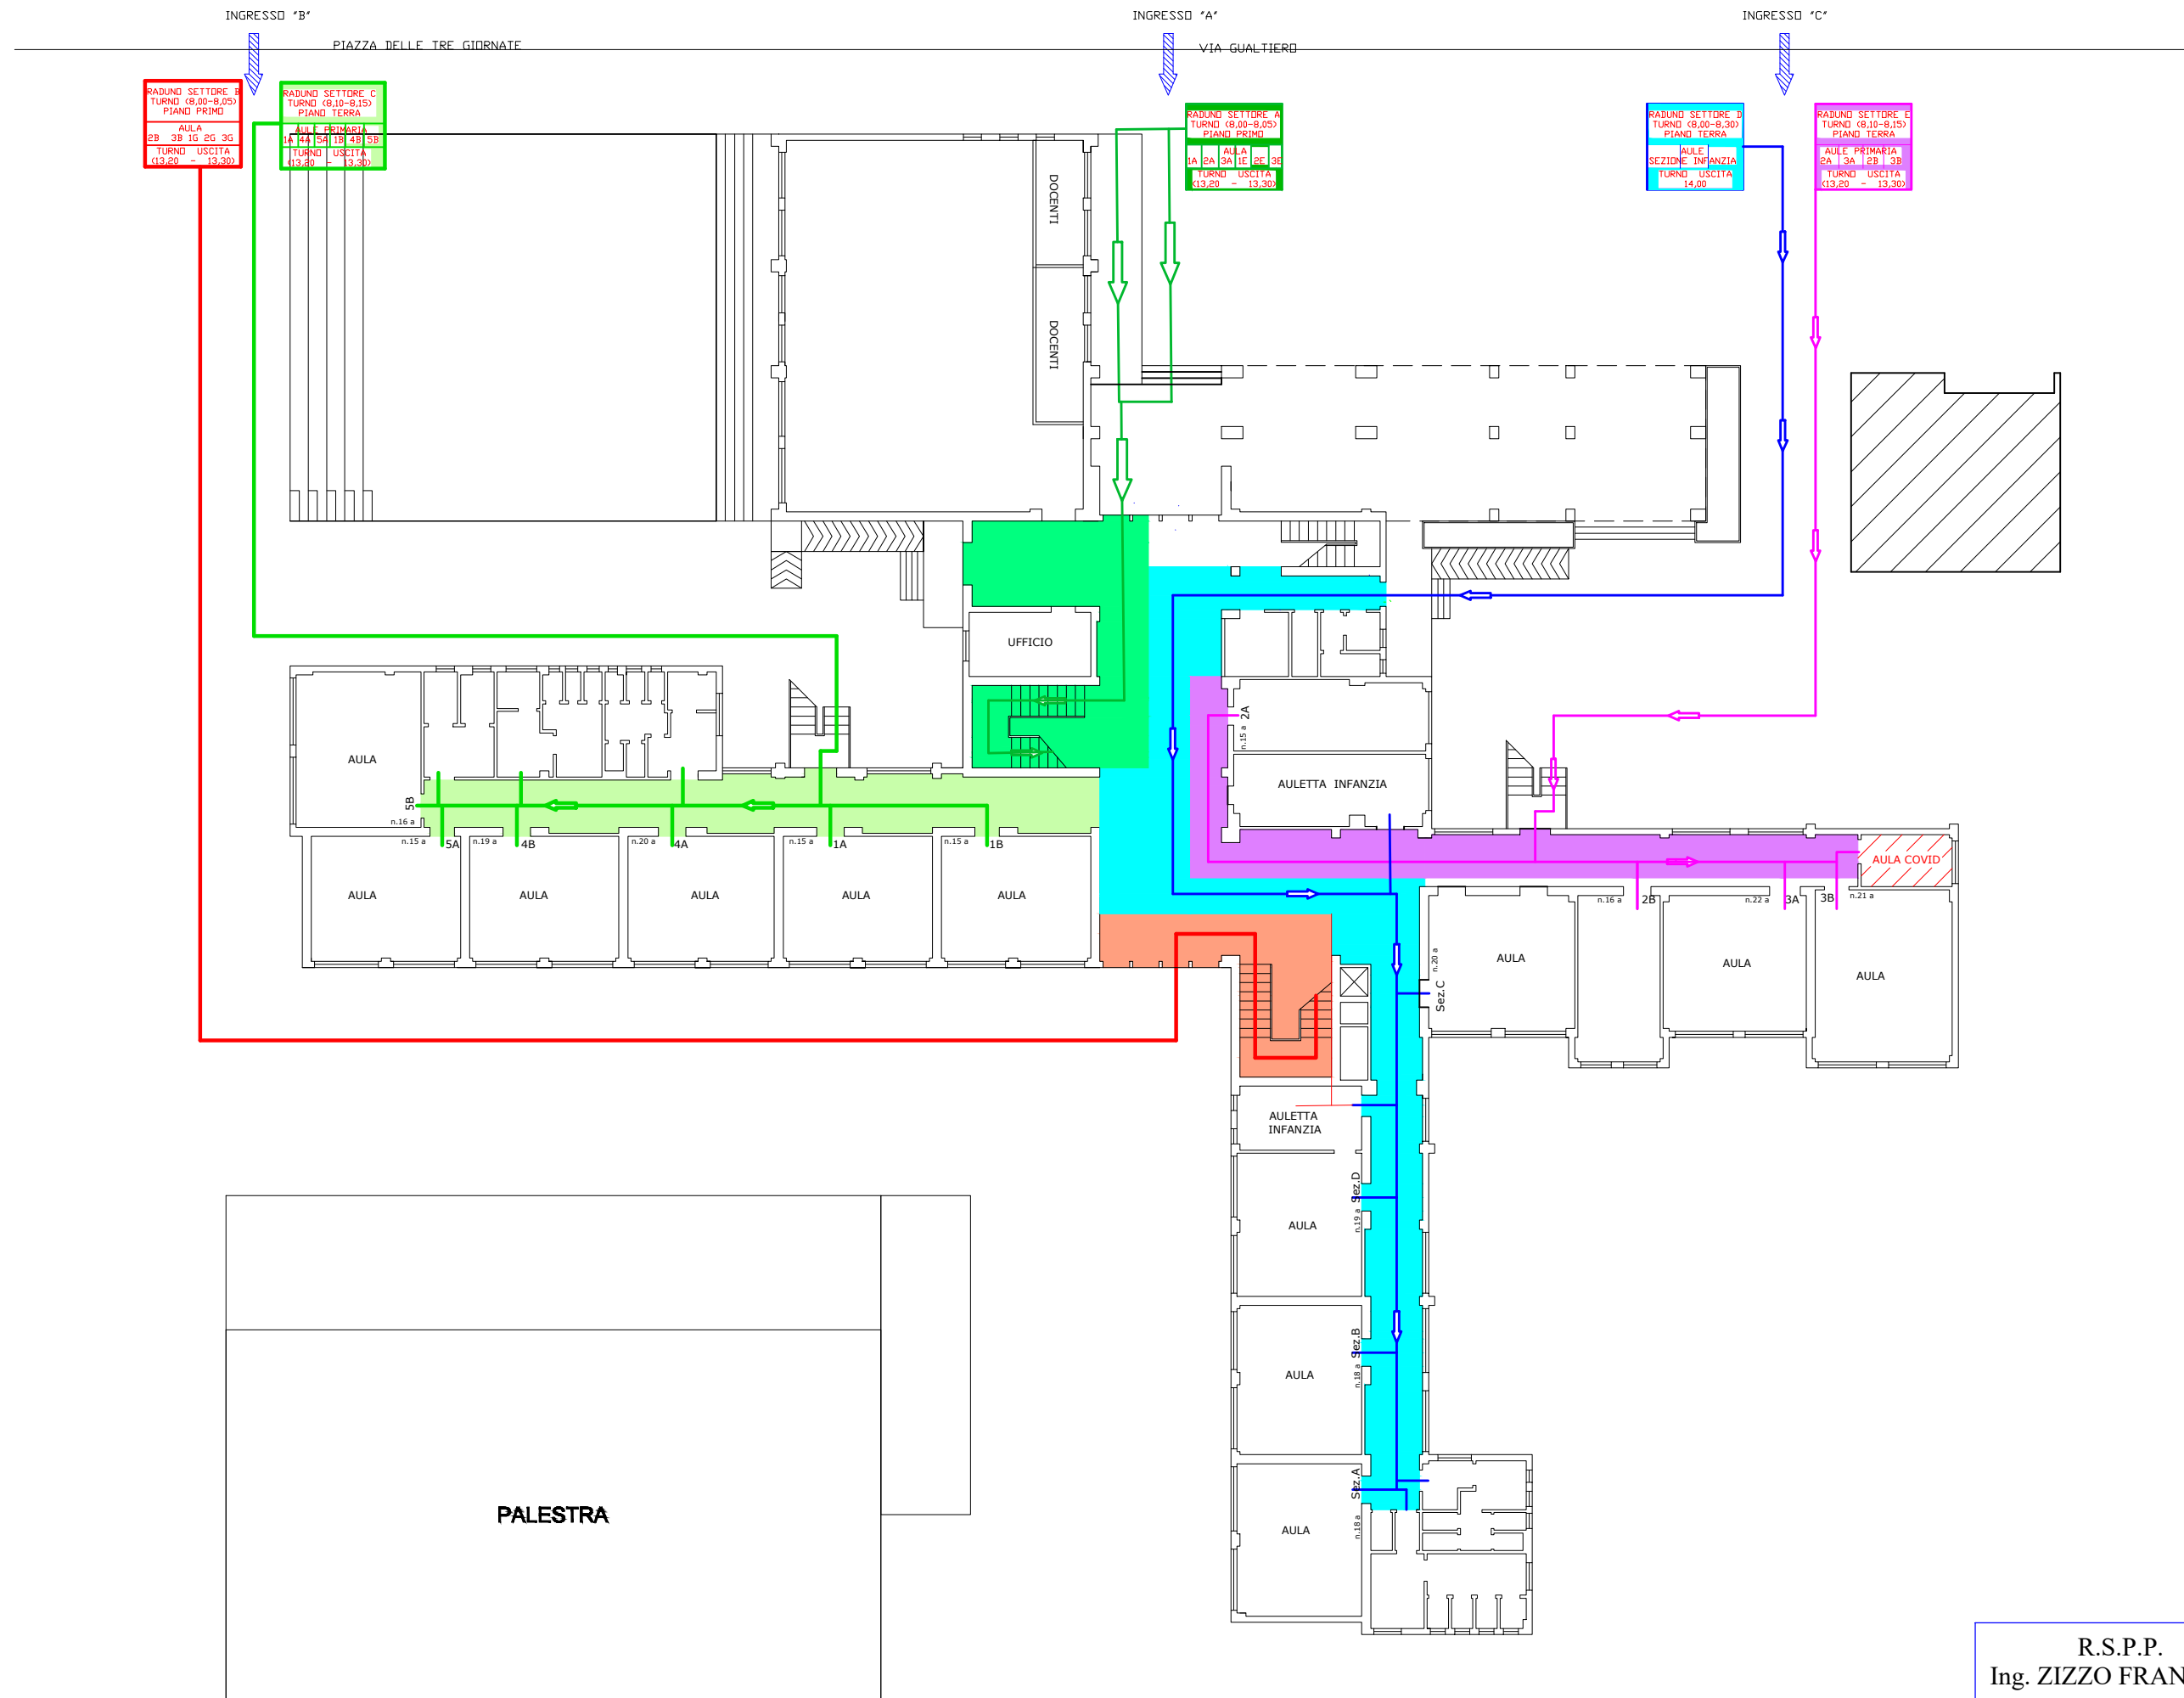 INGRESSO "B"
INGRESSO "A"
INGRESSO "C"
PIAZZA DELLE TRE GIORNATE
VIA GUALTIERO
RADUNO SETTORE B
TURNO (8,00-8,05)
PIANO PRIMO
AULA
2B 3B 1G 2G 3G
TURNO USCITA
(13,20 - 13,30)
RADUNO SETTORE C
TURNO (8,10-8,15)
PIANO TERRA
AULE PRIMARIA
1A 4A 5A 1B 4B 5B
TURNO USCITA
(13,20 - 13,30)
RADUNO SETTORE A
TURNO (8,00-8,05)
PIANO PRIMO
AULA
1A 2A 3A 1E 2E 3E
TURNO USCITA
(13,20 - 13,30)
RADUNO SETTORE D
TURNO (8,00-8,30)
PIANO TERRA
AULE
SEZIONE INFANZIA
TURNO USCITA
14,00
RADUNO SETTORE E
TURNO (8,10-8,15)
PIANO TERRA
AULE PRIMARIA
2A 3A 2B 3B
TURNO USCITA
(13,20 - 13,30)
DOCENTI
DOCENTI
UFFICIO
2A
n.15 a
AULA
AULETTA INFANZIA
5B
n.16 a
n.15 a
5A
n.19 a
4B
n.20 a
4A
n.15 a
1A
n.15 a
1B
AULA COVID
AULA
AULA
AULA
AULA
AULA
n.16 a
2B
n.22 a
3A
3B
n.21 a
n.20 a
Sez.C
AULA
AULA
AULA
AULETTA
INFANZIA
Sez.D
n.19 a
AULA
Sez.B
n.18 a
AULA
Sez.A
n.18 a
AULA
PALESTRA
R.S.P.P.
Ing. ZIZZO FRAN